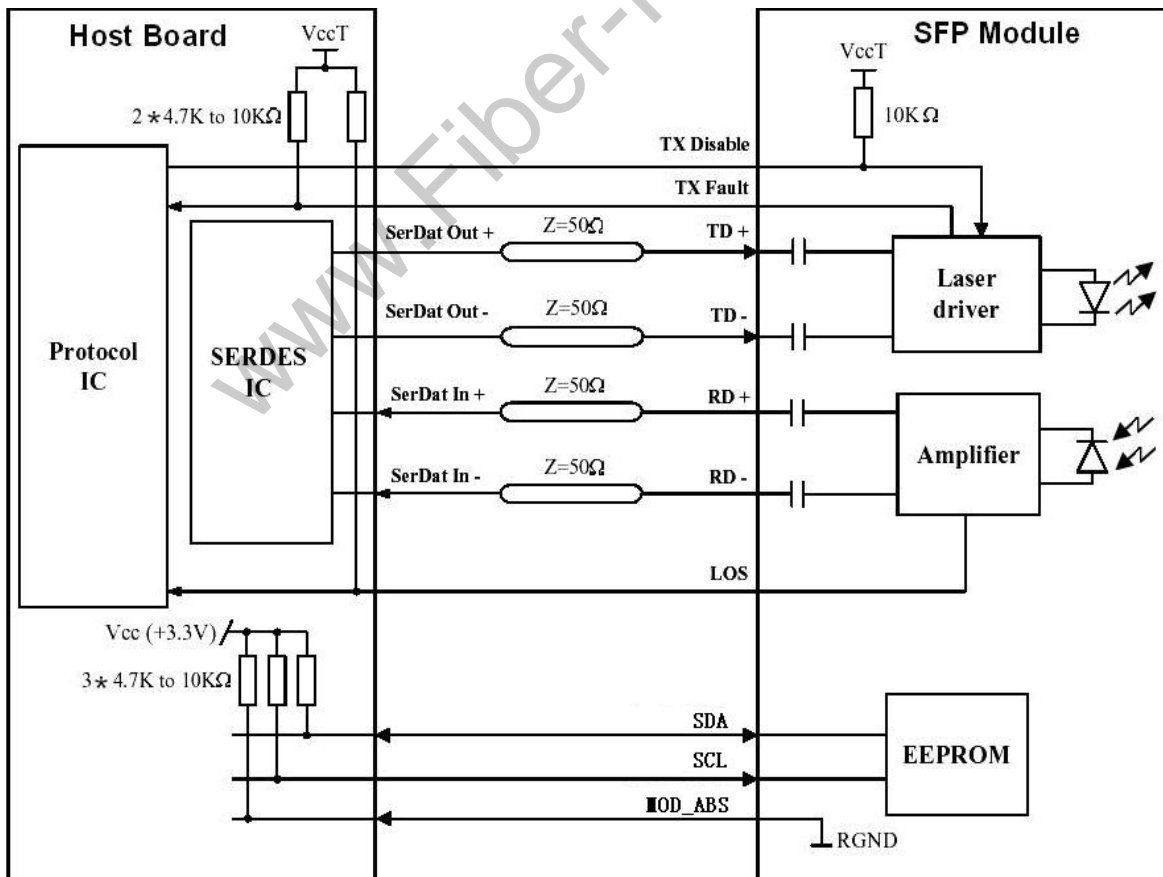 Host Board
SFP Module
VccT
VccT
2*4.7K to 10KΩ
10KΩ
TX Disable
TX Fault
SerDat Out +
Z=50Ω
TD +
SerDat Out -
Z=50Ω
TD -
Laser
driver
Protocol
IC
SERDES
IC
SerDat In +
Z=50Ω
RD +
SerDat In -
Z=50Ω
RD -
Amplifier
LOS
Vcc (+3.3V)
3*4.7K to 10KΩ
SDA
SCL
MOD_ABS
EEPROM
RGND
www.Fiber-